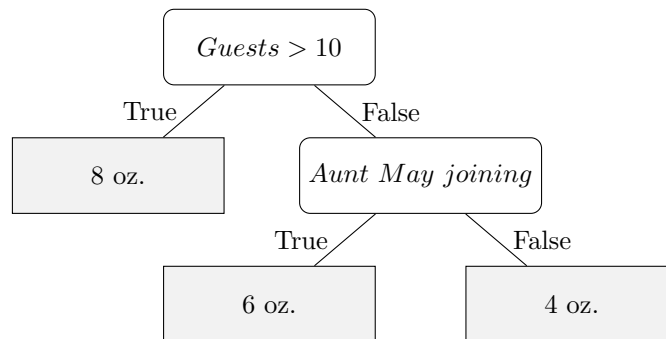 Guests > 10
True
False
8 oz.
Aunt May joining
True
False
6 oz.
4 oz.